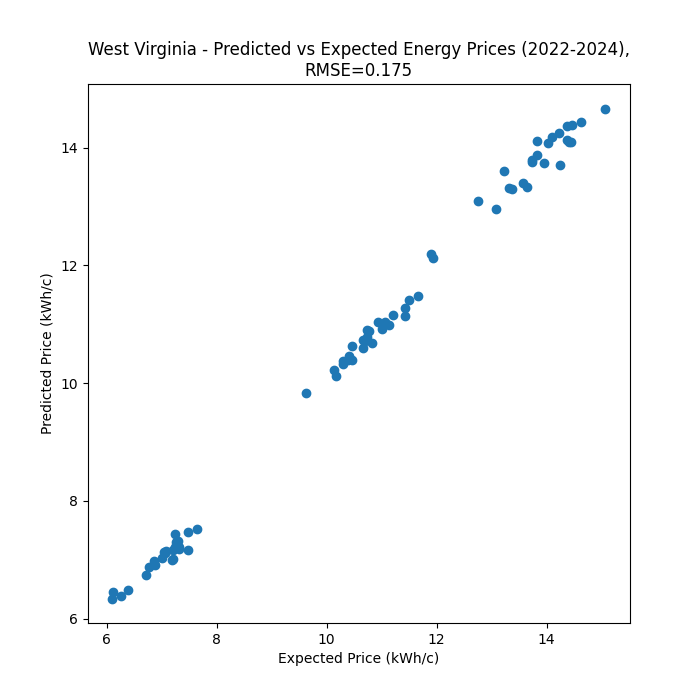 West Virginia - Predicted vs Expected Energy Prices (2022-2024),
RMSE=0.175
14
12
10
8
6
Predicted Price (kWh/c)
6
8
10
12
14
Expected Price (kWh/c)